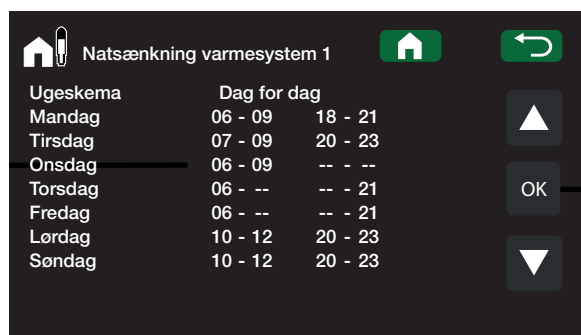 Natsænkning varmesystem 1
Ugeskema Dag for dag
Mandag 06 - 09 18 - 21
Tirsdag 07 - 09 20 - 23
Onsdag 06 - 09 -- - --
Torsdag 06 - -- -- - 21
Fredag 06 - -- -- - 21
Lørdag 10 - 12 20 - 23
Søndag 10 - 12 20 - 23
OK